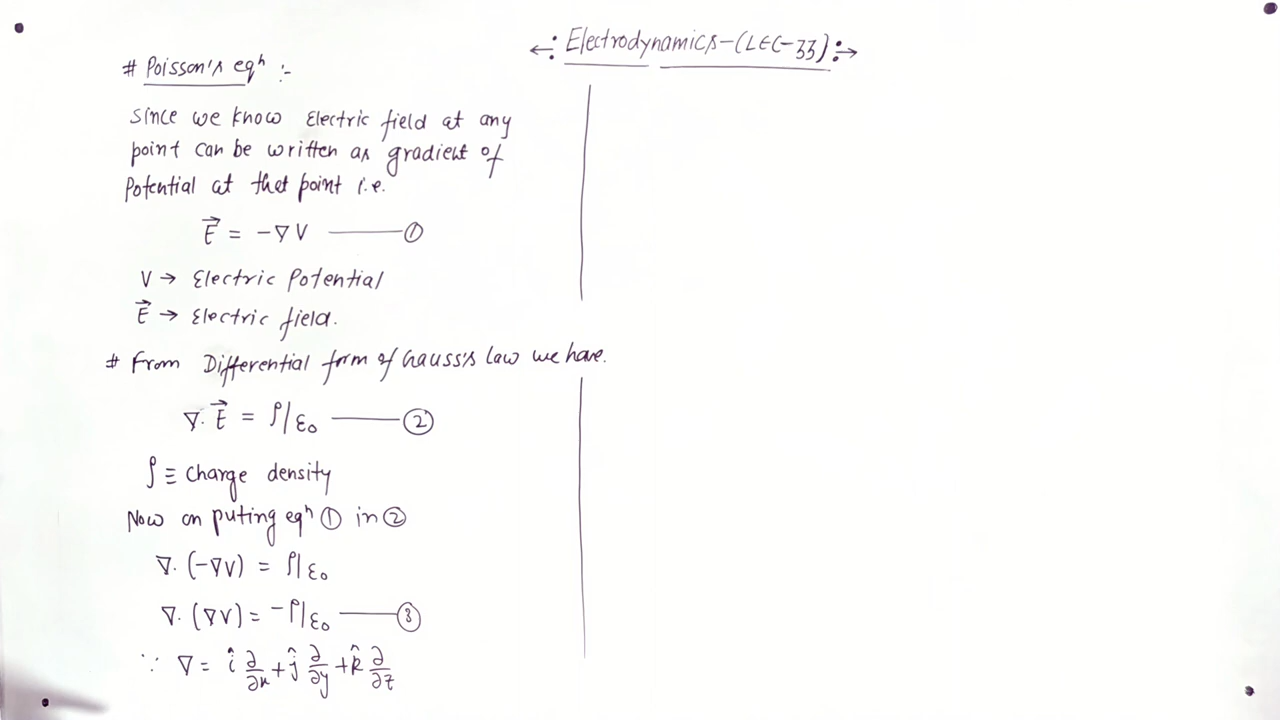 ←: Electrodynamics-(LEC-33):→
# Poisson's eqⁿ :-
Since we know Electric field at any
point can be written as gradient of
Potential at that point i.e.
E⃗ = -∇V ——— ①
V → Electric Potential
E⃗ → Electric field.
# From Differential form of Gauss's Law we have.
∇. E⃗ = ρ/ε₀ ——— ②
ρ ≡ charge density
Now on puting eqⁿ ① in ②
∇. (-∇V) = ρ/ε₀
∇. (∇V) = -ρ/ε₀ ——— ③
∵ ∇ = î ∂/∂x + ĵ ∂/∂y + k̂ ∂/∂z